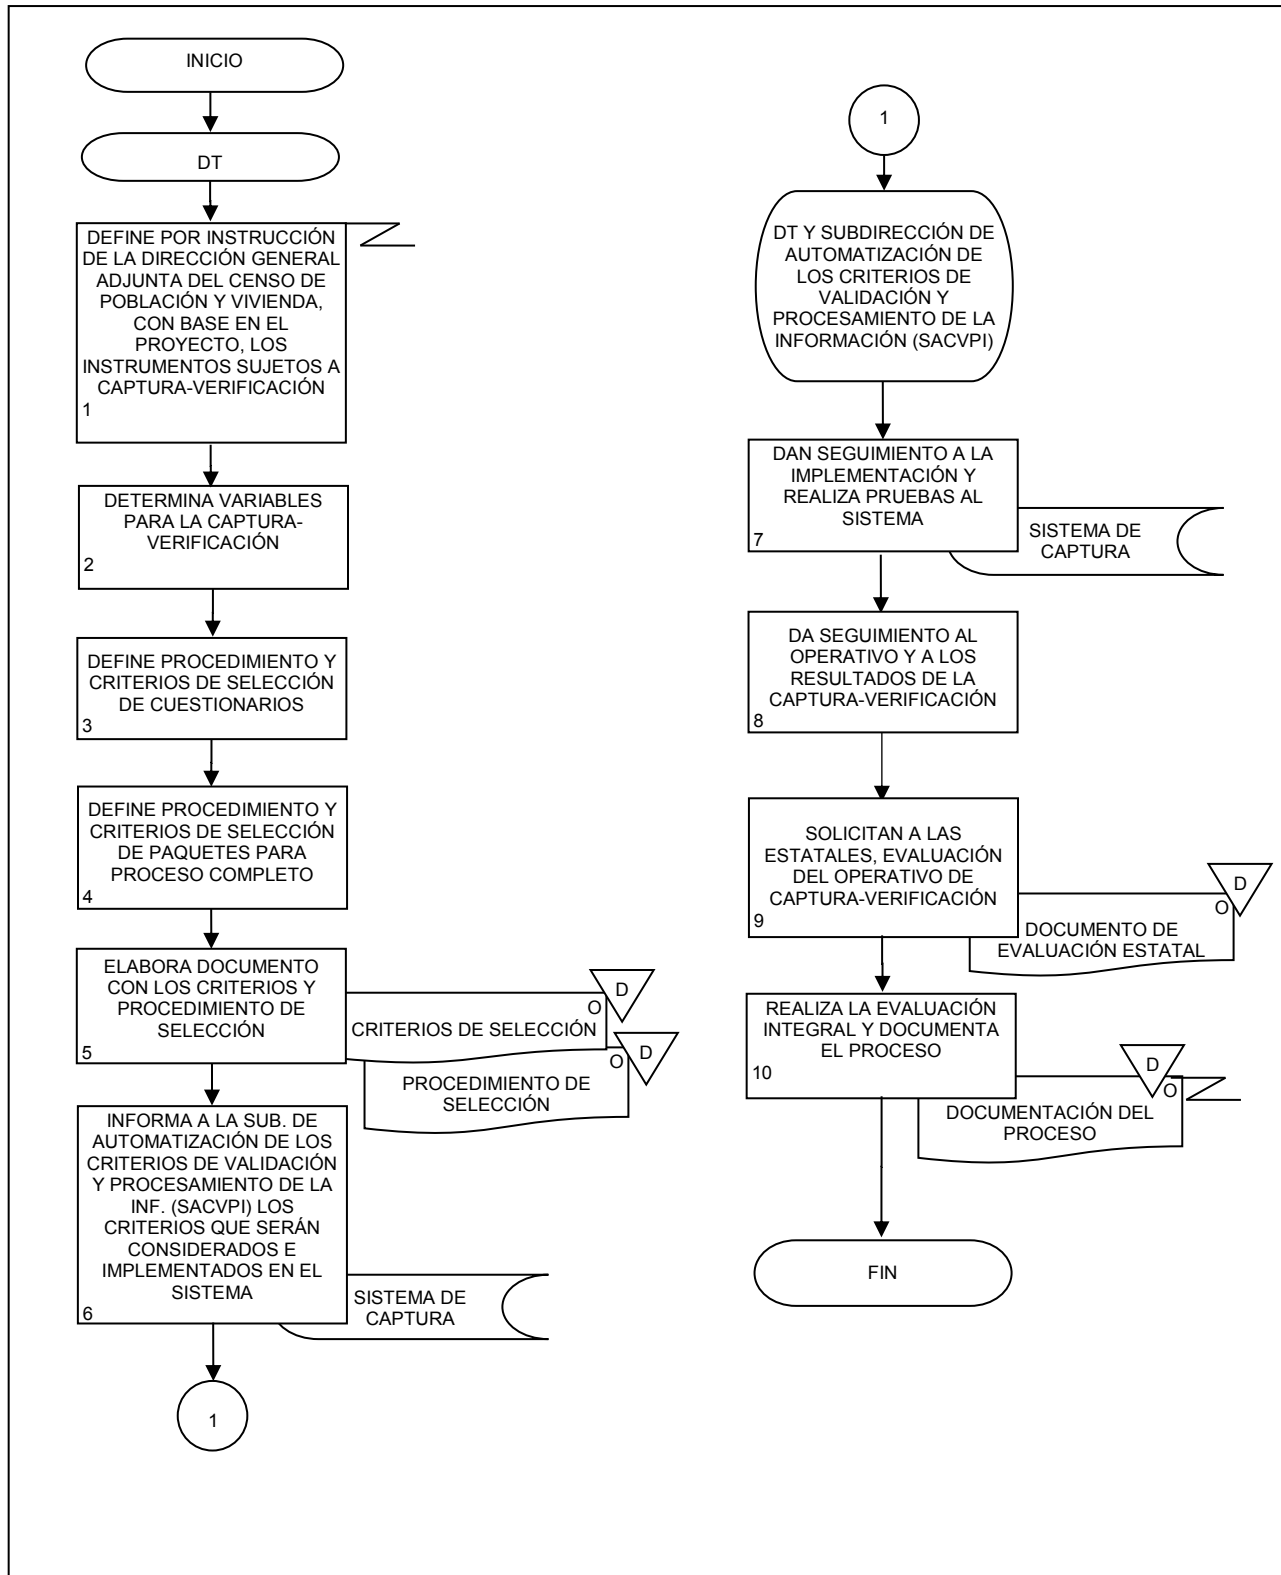 INICIO
DT
DEFINE POR INSTRUCCIÓN
DE LA DIRECCIÓN GENERAL
ADJUNTA DEL CENSO DE
POBLACIÓN Y VIVIENDA,
CON BASE EN EL
PROYECTO, LOS
INSTRUMENTOS SUJETOS A
CAPTURA-VERIFICACIÓN
1
DETERMINA VARIABLES
PARA LA CAPTURA-
VERIFICACIÓN
2
DEFINE PROCEDIMIENTO Y
CRITERIOS DE SELECCIÓN
DE CUESTIONARIOS
3
DEFINE PROCEDIMIENTO Y
CRITERIOS DE SELECCIÓN
DE PAQUETES PARA
PROCESO COMPLETO
4
ELABORA DOCUMENTO
CON LOS CRITERIOS Y
PROCEDIMIENTO DE
SELECCIÓN
5
D
O
CRITERIOS DE SELECCIÓN
D
O
PROCEDIMIENTO DE
SELECCIÓN
INFORMA A LA SUB. DE
AUTOMATIZACIÓN DE LOS
CRITERIOS DE VALIDACIÓN
Y PROCESAMIENTO DE LA
INF. (SACVPI) LOS
CRITERIOS QUE SERÁN
CONSIDERADOS E
IMPLEMENTADOS EN EL
SISTEMA
6
SISTEMA DE
CAPTURA
1
1
DT Y SUBDIRECCIÓN DE
AUTOMATIZACIÓN DE
LOS CRITERIOS DE
VALIDACIÓN Y
PROCESAMIENTO DE LA
INFORMACIÓN (SACVPI)
DAN SEGUIMIENTO A LA
IMPLEMENTACIÓN Y
REALIZA PRUEBAS AL
SISTEMA
7
SISTEMA DE
CAPTURA
DA SEGUIMIENTO AL
OPERATIVO Y A LOS
RESULTADOS DE LA
CAPTURA-VERIFICACIÓN
8
SOLICITAN A LAS
ESTATALES, EVALUACIÓN
DEL OPERATIVO DE
CAPTURA-VERIFICACIÓN
9
D
O
DOCUMENTO DE
EVALUACIÓN ESTATAL
REALIZA LA EVALUACIÓN
INTEGRAL Y DOCUMENTA
EL PROCESO
10
D
O
DOCUMENTACIÓN DEL
PROCESO
FIN